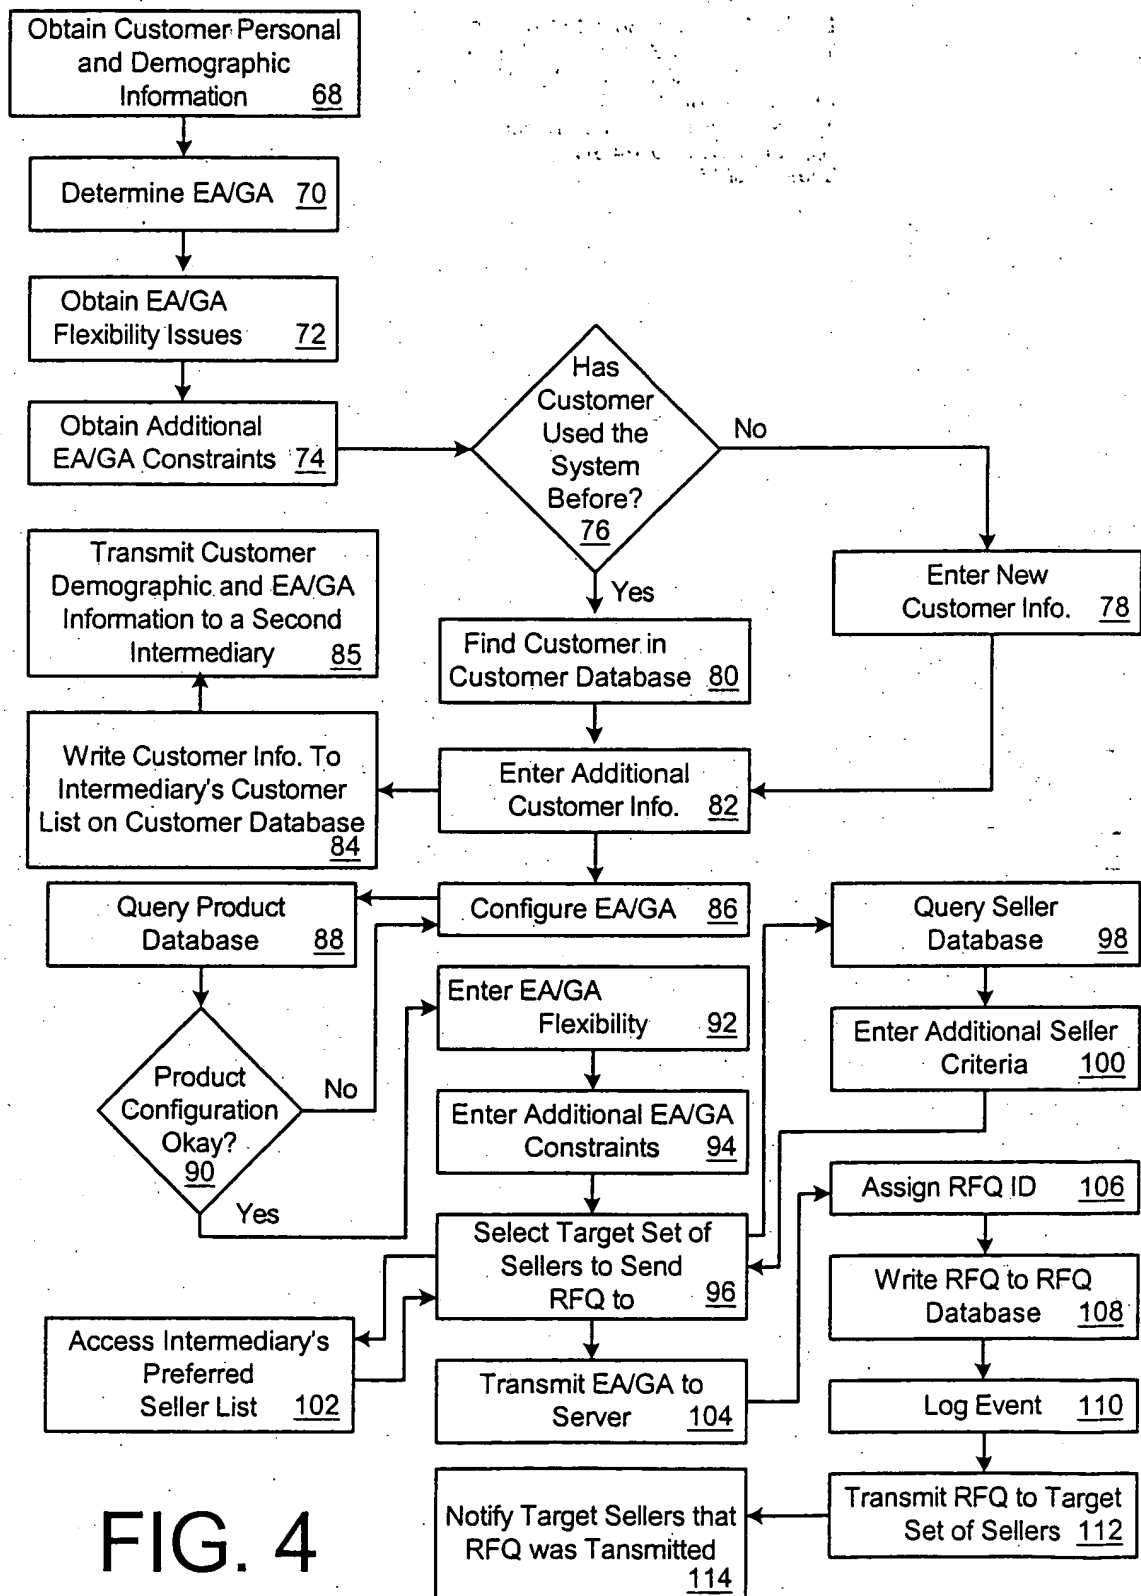 Obtain Customer Personal
and Demographic
Information 68
Determine EA/GA 70
Obtain EA/GA
Flexibility Issues 72
Obtain Additional
EA/GA Constraints 74
Has
Customer
Used the
System
Before?
76
No
Yes
Enter New
Customer Info. 78
Transmit Customer
Demographic and EA/GA
Information to a Second
Intermediary 85
Find Customer in
Customer Database 80
Write Customer Info. To
Intermediary's Customer
List on Customer Database
84
Enter Additional
Customer Info. 82
Query Product
Database 88
Configure EA/GA 86
Query Seller
Database 98
Enter EA/GA
Flexibility 92
Enter Additional Seller
Criteria 100
Product
Configuration
Okay?
90
No
Yes
Enter Additional EA/GA
Constraints 94
Assign RFQ ID 106
Select Target Set of
Sellers to Send
RFQ to 96
Write RFQ to RFQ
Database 108
Access Intermediary's
Preferred
Seller List 102
Transmit EA/GA to
Server 104
Log Event 110
Transmit RFQ to Target
Set of Sellers 112
Notify Target Sellers that
RFQ was Tansmitted
114
FIG. 4